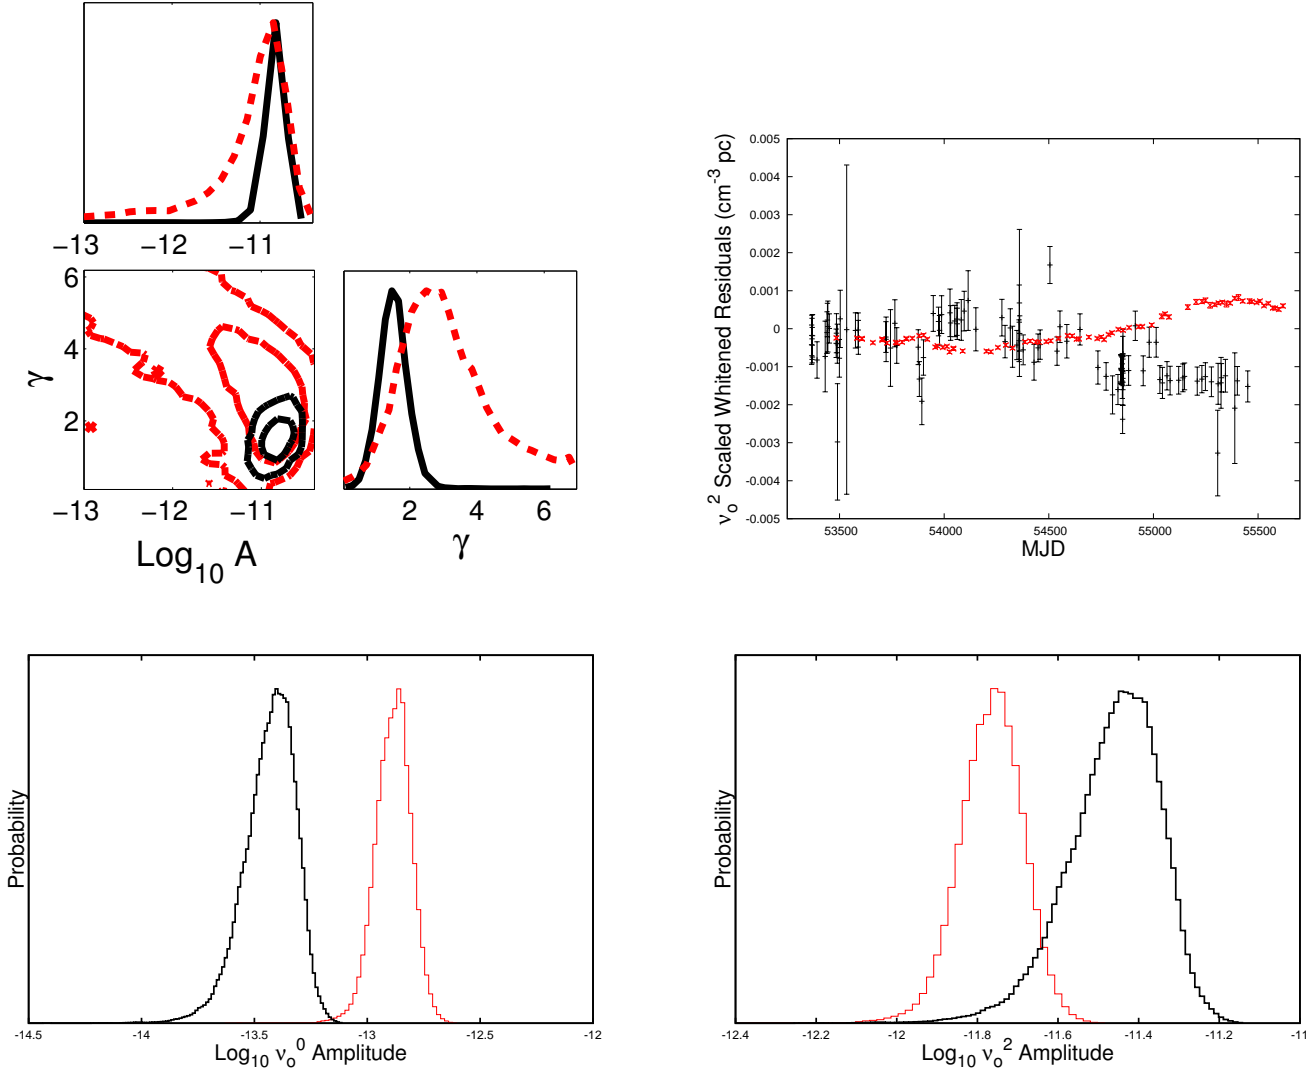 −13 −12 −11
6
4
2
γ
−13 −12 −11
Log10 A
2 4 6
γ
0.005
0.004
0.003
0.002
0.001
0
-0.001
-0.002
-0.003
-0.004
-0.005
νo2 Scaled Whitened Residuals (cm-3 pc)
53500 54000 54500 55000 55500
MJD
Probability
-14.5 -14 -13.5 -13 -12.5 -12
Log10 νo0 Amplitude
Probability
-12.4 -12.2 -12 -11.8 -11.6 -11.4 -11.2 -11
Log10 νo2 Amplitude